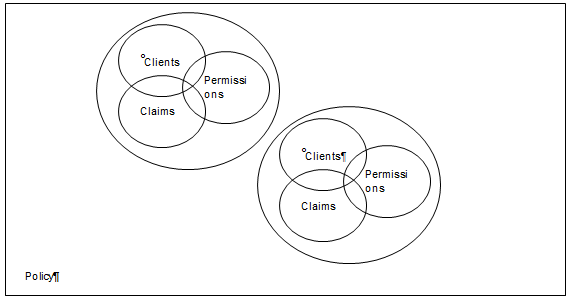 °Clients
Permissi
ons
Claims
°Clients¶
Permissi
ons
Claims
Policy¶